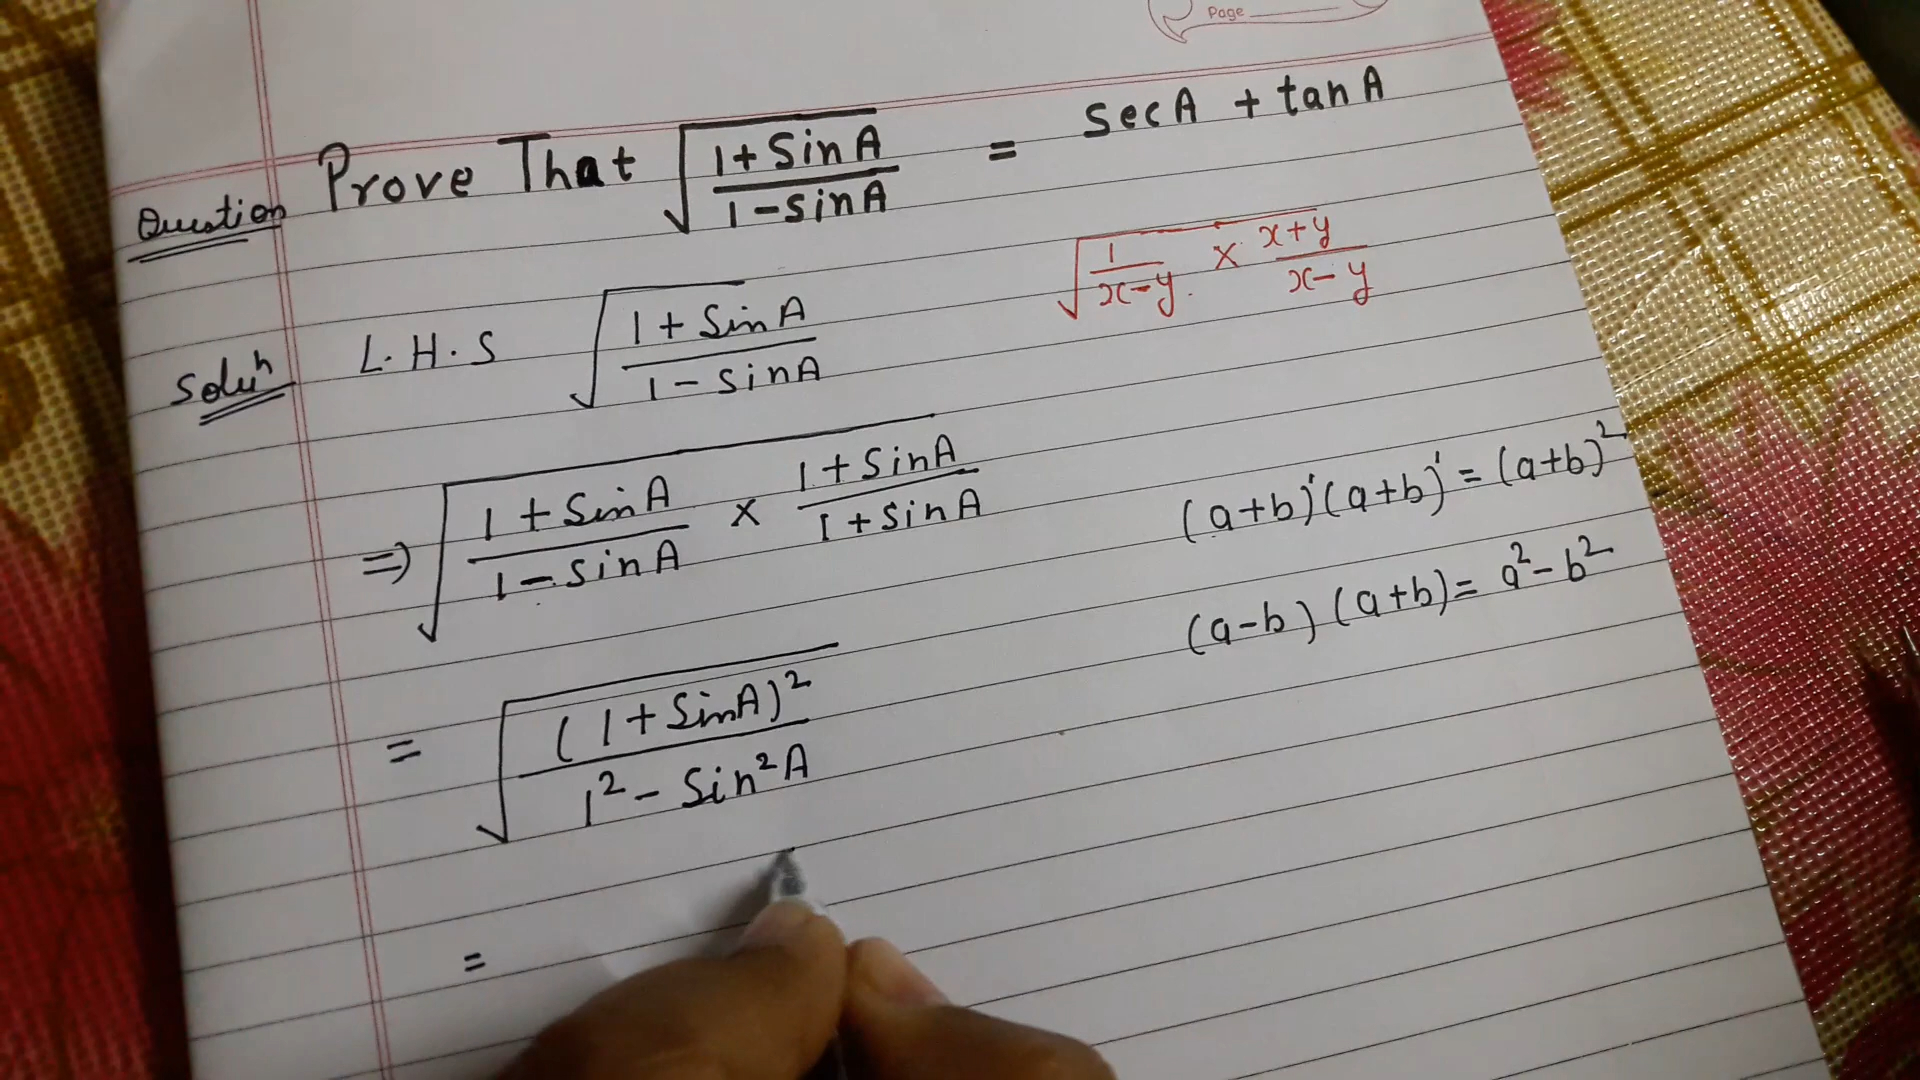 Page
Question Prove That √((1+SinA)/(1-sinA)) = secA + tanA
√(1/(x-y) × (x+y)/(x-y))
Soluⁿ L.H.S √((1+SinA)/(1-sinA))
⇒ √((1+SinA)/(1-sinA) × (1+SinA)/(1+SinA))
(a+b)¹(a+b)¹ = (a+b)²
(a-b)(a+b) = a²-b²
= √((1+SinA)²/(1²-Sin²A))
=